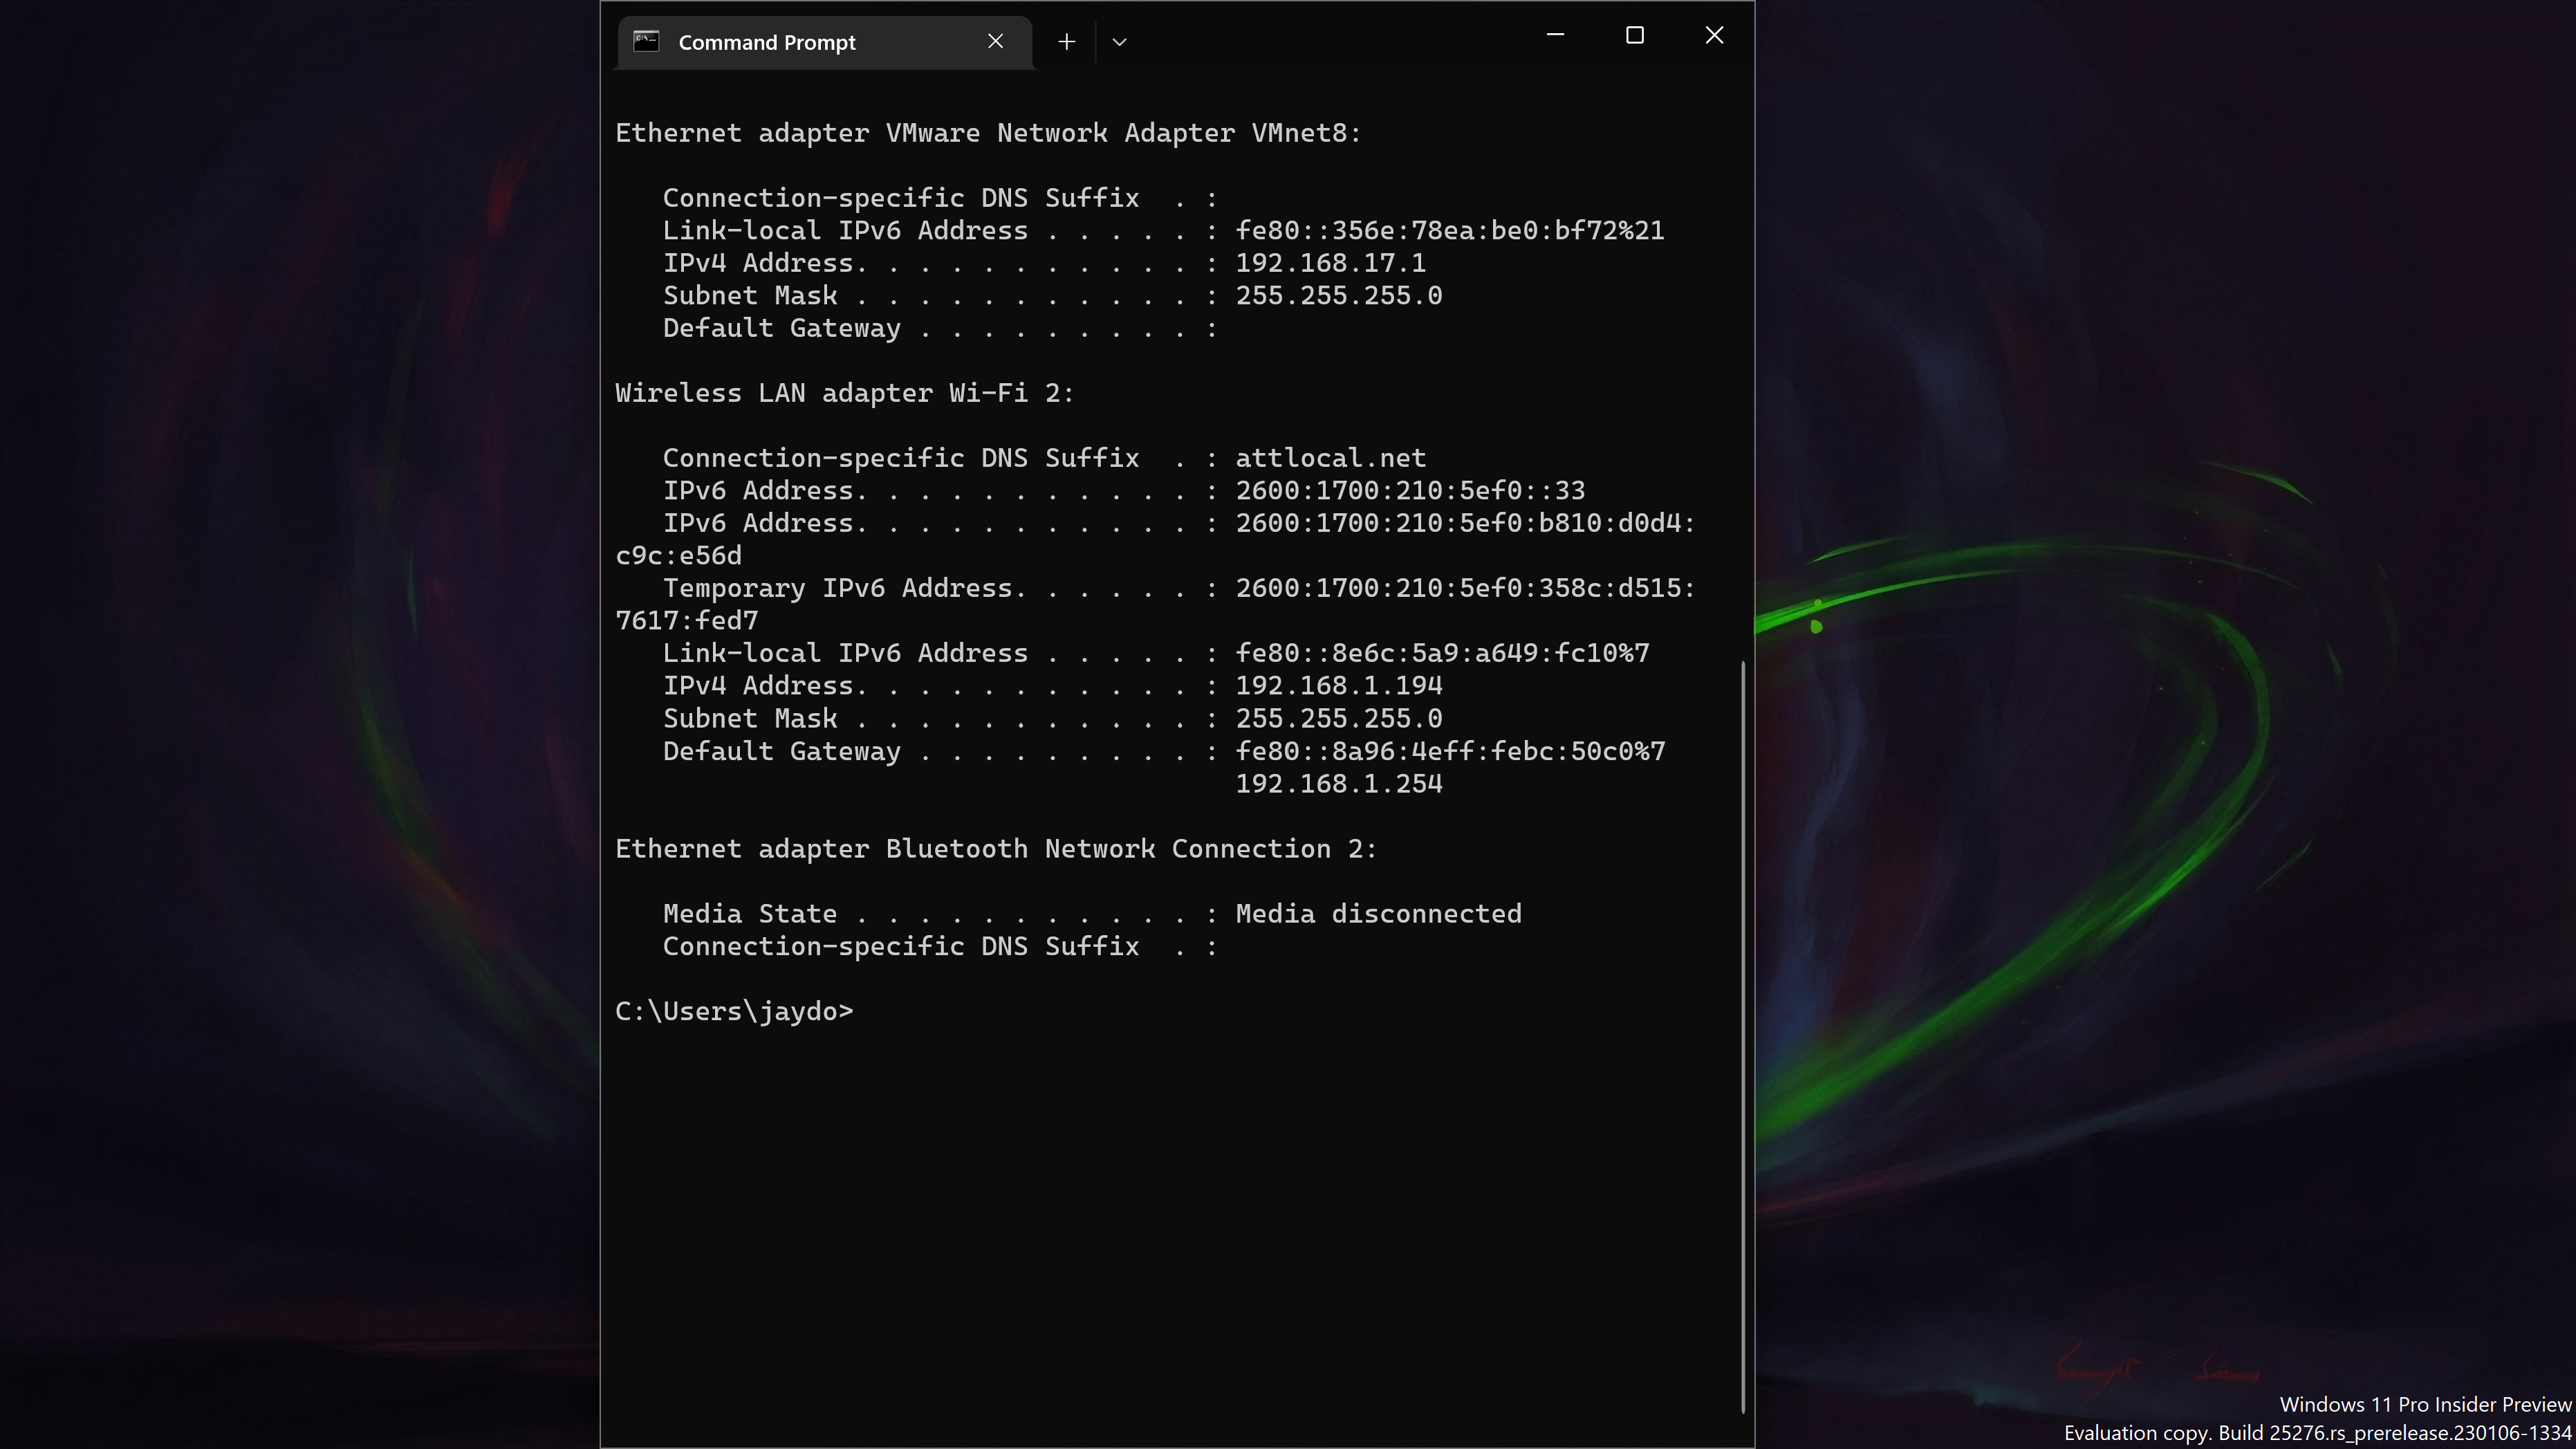 Command Prompt
Ethernet adapter VMware Network Adapter VMnet8:
Connection-specific DNS Suffix  . :
Link-local IPv6 Address . . . . . : fe80::356e:78ea:be0:bf72%21
IPv4 Address. . . . . . . . . . . : 192.168.17.1
Subnet Mask . . . . . . . . . . . : 255.255.255.0
Default Gateway . . . . . . . . . :
Wireless LAN adapter Wi-Fi 2:
Connection-specific DNS Suffix  . : attlocal.net
IPv6 Address. . . . . . . . . . . : 2600:1700:210:5ef0::33
IPv6 Address. . . . . . . . . . . : 2600:1700:210:5ef0:b810:d0d4:
c9c:e56d
Temporary IPv6 Address. . . . . . : 2600:1700:210:5ef0:358c:d515:
7617:fed7
Link-local IPv6 Address . . . . . : fe80::8e6c:5a9:a649:fc10%7
IPv4 Address. . . . . . . . . . . : 192.168.1.194
Subnet Mask . . . . . . . . . . . : 255.255.255.0
Default Gateway . . . . . . . . . : fe80::8a96:4eff:febc:50c0%7
192.168.1.254
Ethernet adapter Bluetooth Network Connection 2:
Media State . . . . . . . . . . . : Media disconnected
Connection-specific DNS Suffix  . :
C:\Users\jaydo>
Windows 11 Pro Insider Preview
Evaluation copy. Build 25276.rs_prerelease.230106-1334